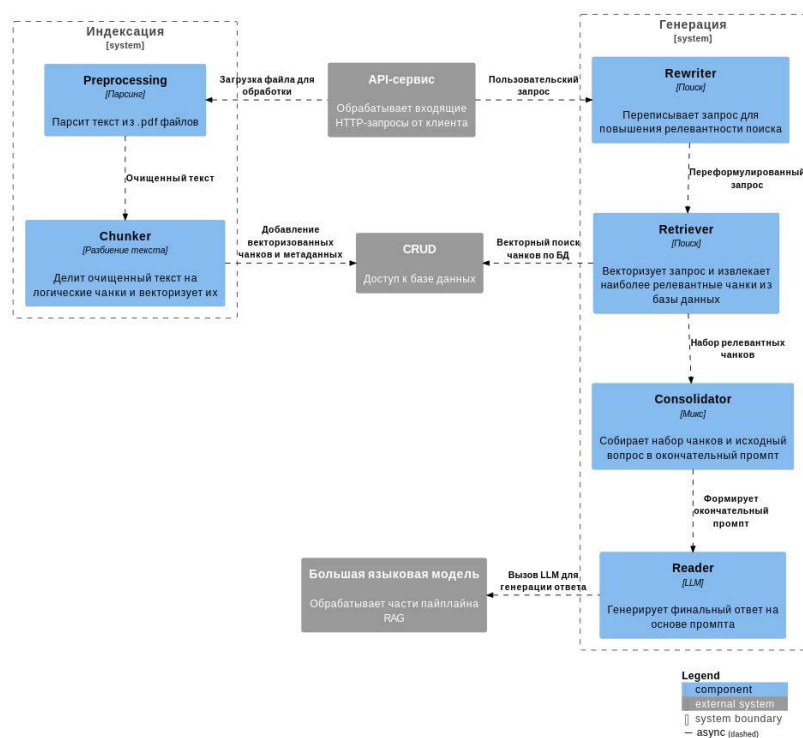 Индексация
[system]
Preprocessing
[Парсинг]
Парсит текст из .pdf файлов
Очищенный текст
Chunker
[Разбиение текста]
Делит очищенный текст на
логические чанки и векторизует их
Загрузка файла для
обработки
API-сервис
Обрабатывает входящие
HTTP-запросы от клиента
Пользовательский
запрос
Добавление
векторизованных
чанков и метаданных
CRUD
Доступ к базе данных
Векторный поиск
чанков по БД
Генерация
[system]
Rewriter
[Поиск]
Переписывает запрос для
повышения релевантности поиска
Переформулированный
запрос
Retriever
[Поиск]
Векторизует запрос и извлекает
наиболее релевантные чанки из
базы данных
Набор релевантных
чанков
Consolidator
[Микс]
Собирает набор чанков и исходный
вопрос в окончательный промпт
Формирует
окончательный
промпт
Большая языковая модель
Обрабатывает части пайплайна
RAG
Вызов LLM для
генерации ответа
Reader
[LLM]
Генерирует финальный ответ на
основе промпта
Legend
component
external system
system boundary
async (dashed)